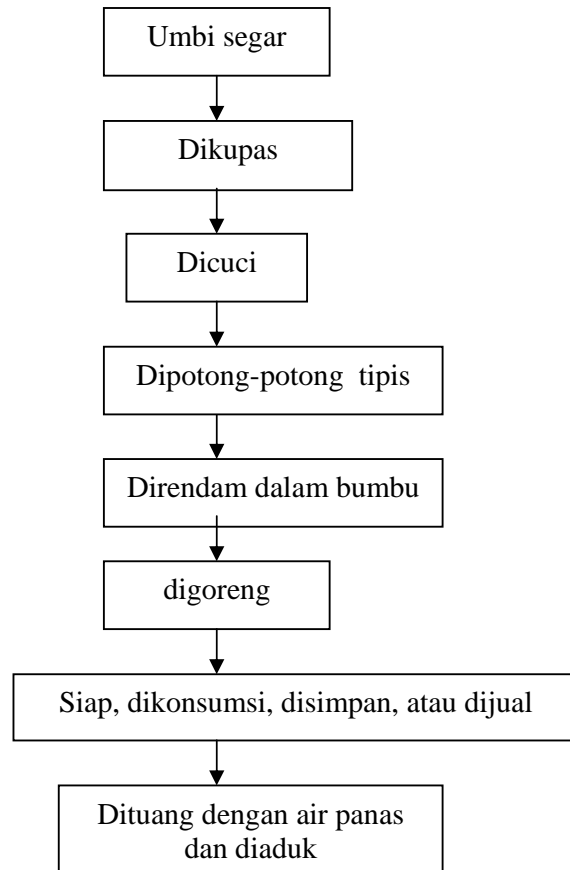 Umbi segar
Dikupas
Dicuci
Dipotong-potong tipis
Direndam dalam bumbu
digoreng
Siap, dikonsumsi, disimpan, atau dijual
Dituang dengan air panas
dan diaduk